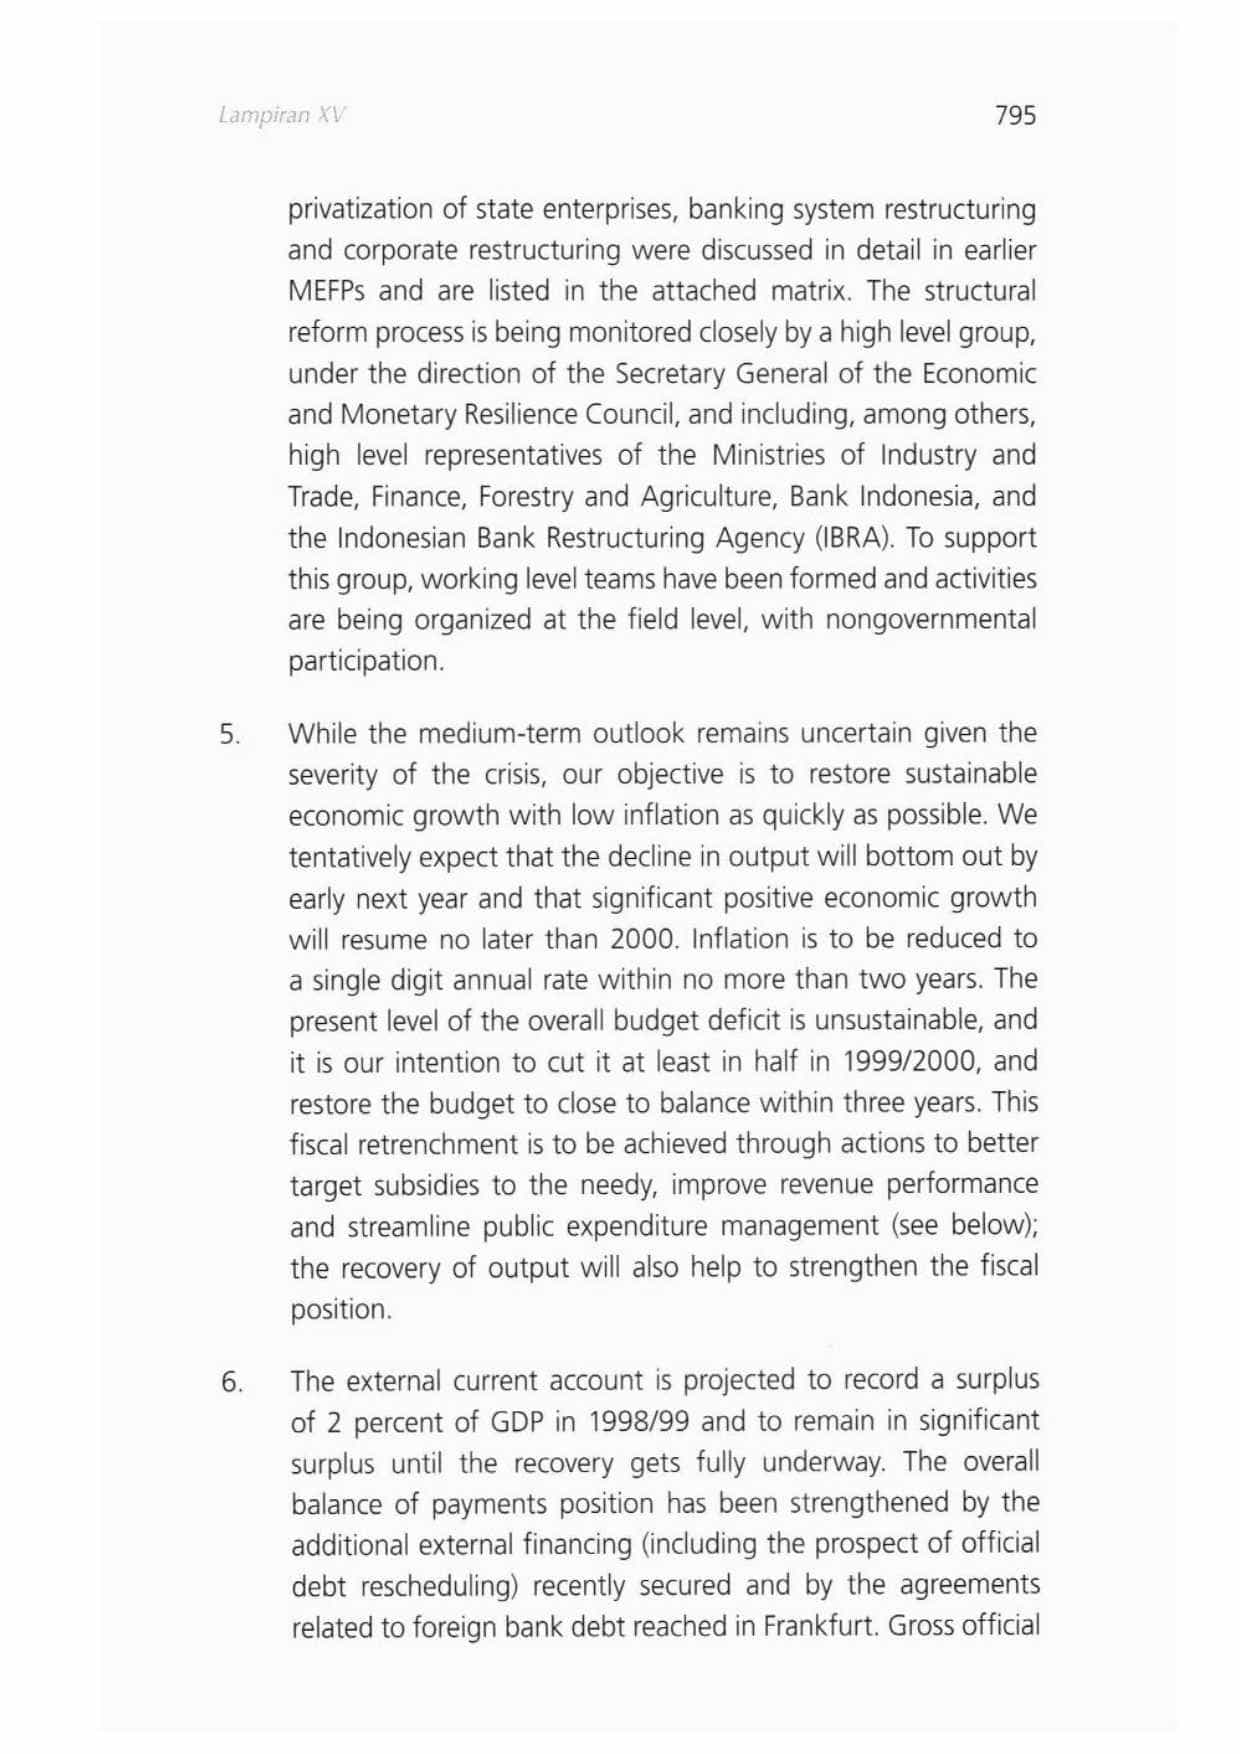 Lampiran XV 795
privatization of state enterprises, banking system restructuring
and corporate restructuring were discussed in detail in earlier
MEFPs and are listed in the attached matrix. The structural
reform process is being monitored closely by a high level group,
under the direction of the Secretary General of the Economic
and Monetary Resilience Council, and including, among others,
high level representatives of the Ministries of Industry and
Trade, Finance, Forestry and Agriculture, Bank Indonesia, and
the Indonesian Bank Restructuring Agency (IBRA). To support
this group, working level teams have been formed and activities
are being organized at the field level, with nongovernmental
participation.
5. While the medium-term outlook remains uncertain given the
severity of the crisis, our objective is to restore sustainable
economic growth with low inflation as quickly as possible. We
tentatively expect that the decline in output will bottom out by
early next year and that significant positive economic growth
will resume no later than 2000. Inflation is to be reduced to
a single digit annual rate within no more than two years. The
present level of the overall budget deficit is unsustainable, and
it is our intention to cut it at least in half in 1999/2000, and
restore the budget to close to balance within three years. This
fiscal retrenchment is to be achieved through actions to better
target subsidies to the needy, improve revenue performance
and streamline public expenditure management (see below);
the recovery of output will also help to strengthen the fiscal
position.
6. The external current account is projected to record a surplus
of 2 percent of GDP in 1998/99 and to remain in significant
surplus until the recovery gets fully underway. The overall
balance of payments position has been strengthened by the
additional external financing (including the prospect of official
debt rescheduling) recently secured and by the agreements
related to foreign bank debt reached in Frankfurt. Gross official